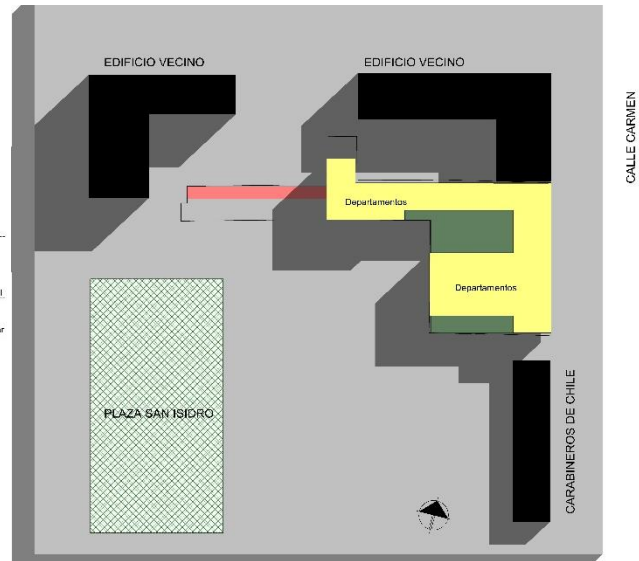 EDIFICIO VECINO
EDIFICIO VECINO
CALLE CARMEN
Departamentos
Departamentos
PLAZA SAN ISIDRO
CARABINEROS DE CHILE